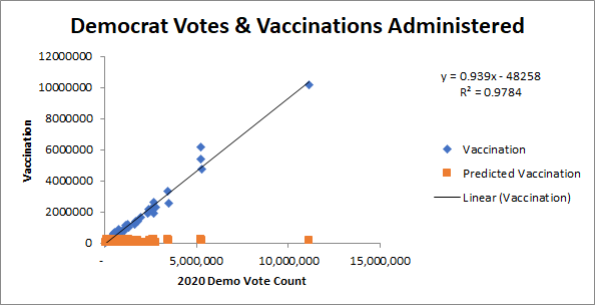 Democrat Votes & Vaccinations Administered
12000000
10000000
8000000
6000000
4000000
2000000
0
Vaccination
-
5,000,000
10,000,000
15,000,000
2020 Demo Vote Count
y = 0.939x - 48258
R² = 0.9784
Vaccination
Predicted Vaccination
Linear (Vaccination)